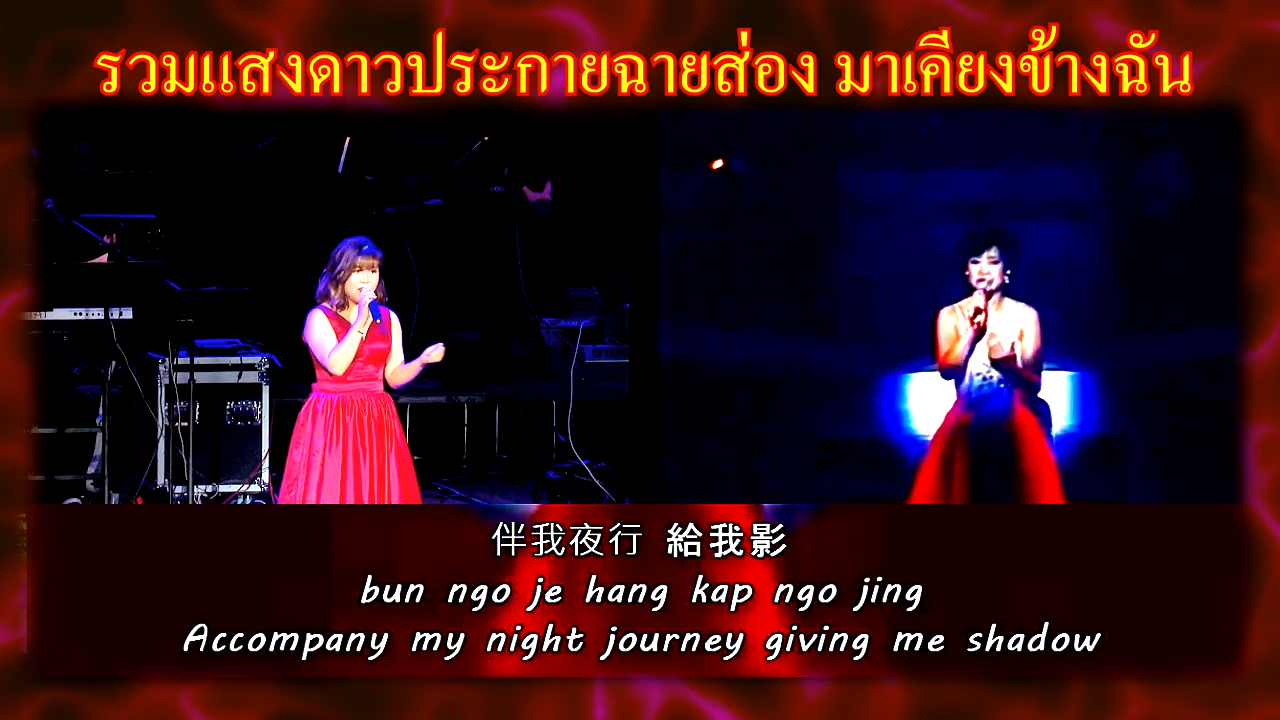 รวมแสงดาวประกายฉายส่อง มาเคียงข้างฉัน
伴我夜行 給我影
bun ngo je hang kap ngo jing
Accompany my night journey giving me shadow